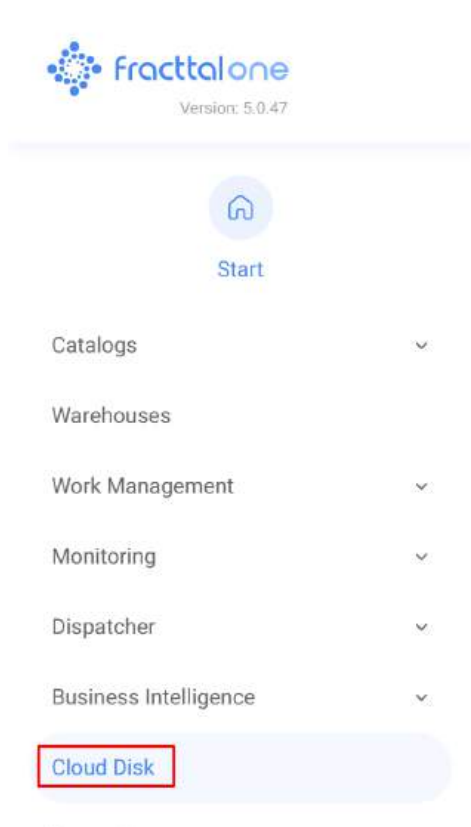 fracttalone
Version: 5.0.47
Start
Catalogs
Warehouses
Work Management
Monitoring
Dispatcher
Business Intelligence
Cloud Disk